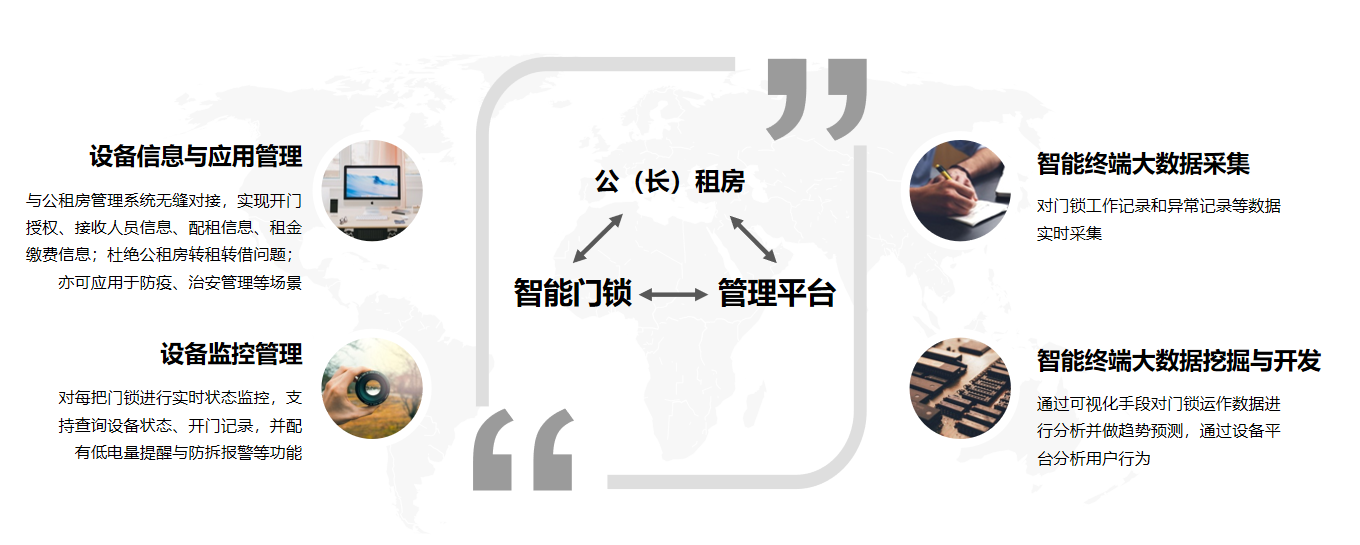 设备信息与应用管理
与公租房管理系统无缝对接，实现开门
授权、接收人员信息、配租信息、租金
缴费信息；杜绝公租房转租转借问题；
亦可应用于防疫、治安管理等场景
设备监控管理
对每把门锁进行实时状态监控，支
持查询设备状态、开门记录，并配
有低电量提醒与防拆报警等功能
公（长）租房
智能门锁
管理平台
智能终端大数据采集
对门锁工作记录和异常记录等数据
实时采集
智能终端大数据挖掘与开发
通过可视化手段对门锁运作数据进
行分析并做趋势预测，通过设备平
台分析用户行为